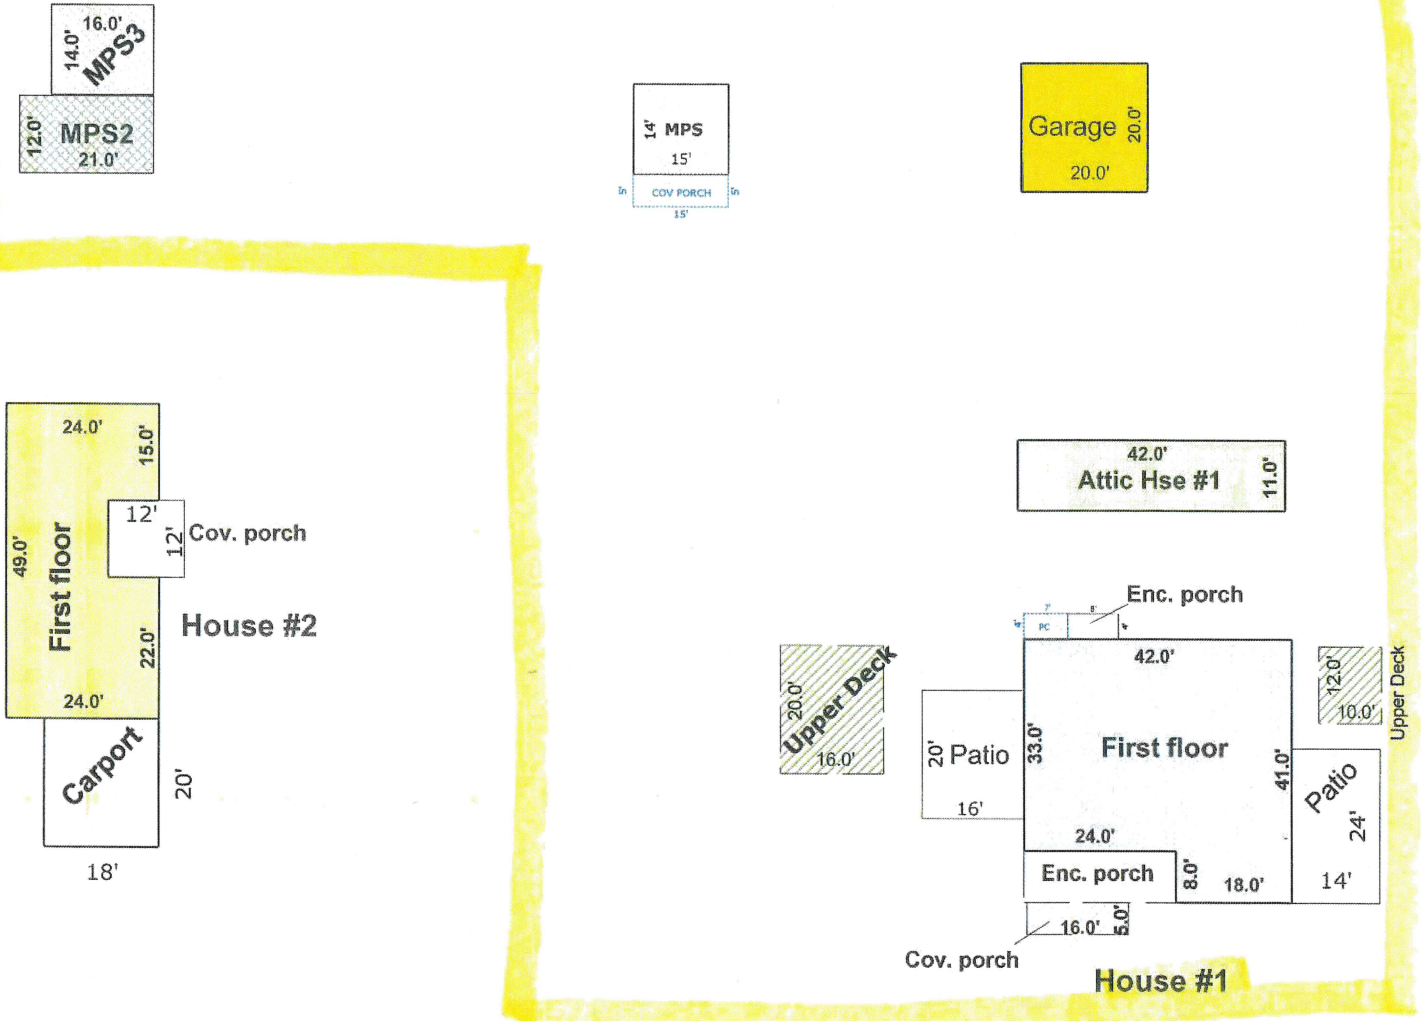 16.0'
14.0'
MPS3
12.0'
MPS2
21.0'
14'
MPS
15'
5'
COV PORCH
5'
15'
Garage
20.0'
20.0'
24.0'
15.0'
12'
12'
Cov. porch
49.0'
First floor
22.0'
House #2
24.0'
Carport
20'
18'
42.0'
Attic Hse #1
11.0'
Enc. porch
7'
8'
4'
PC
4'
42.0'
20.0'
Upper Deck
16.0'
12.0'
10.0'
Upper Deck
20'
Patio
16'
33.0'
First floor
41.0'
Patio
24'
14'
24.0'
Enc. porch
8.0'
18.0'
16.0'
5.0'
Cov. porch
House #1